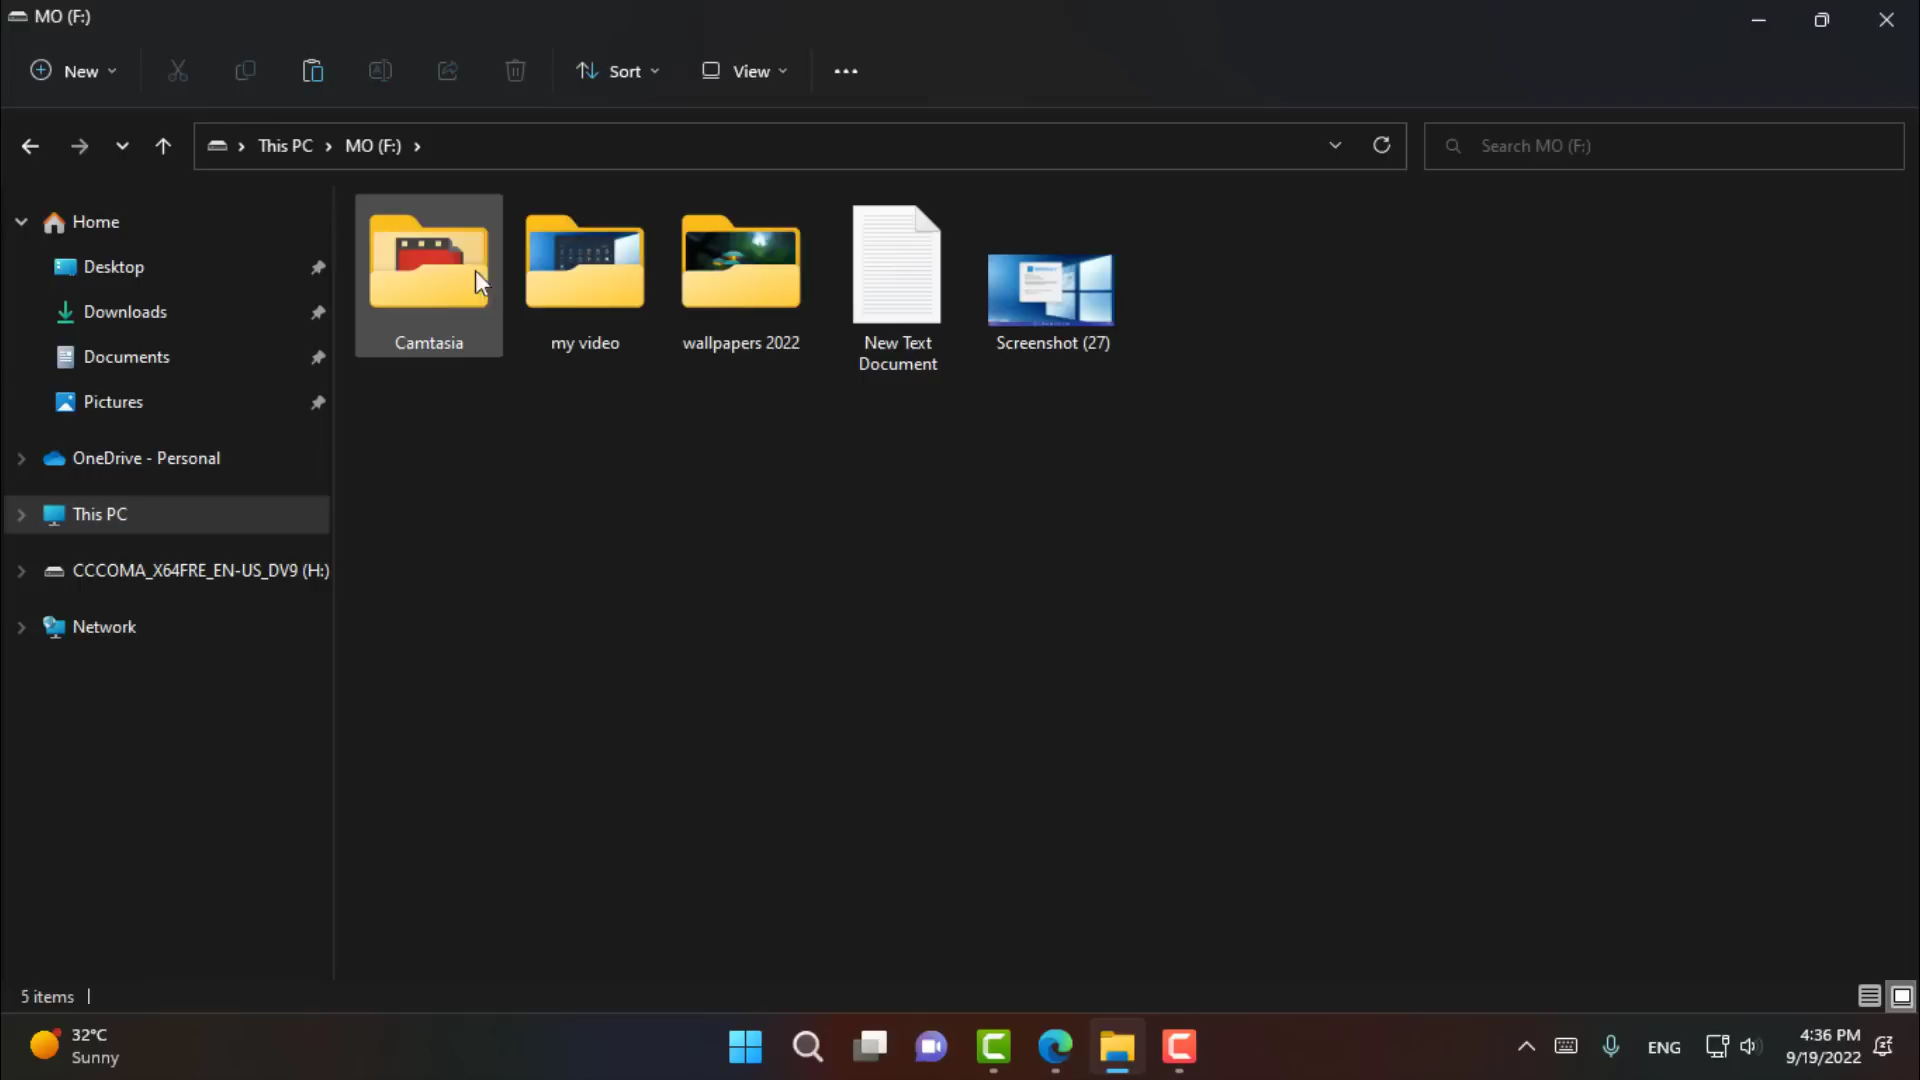 MO (F:)
New
Sort
View
This PC
MO (F:)
Search MO (F:)
Home
Desktop
Downloads
Documents
Pictures
OneDrive - Personal
This PC
CCCOMA_X64FRE_EN-US_DV9 (H:)
Network
Camtasia
my video
wallpapers 2022
New Text
Document
Screenshot (27)
5 items
32°C
Sunny
ENG
4:36 PM
9/19/2022